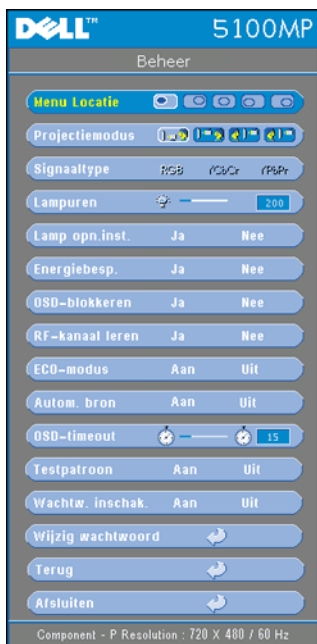 DELL™ 5100MP
Beheer
Menu Locatie
Projectiemodus
Signaaltype RGB YCbCr YPbPr
Lampuren 200
Lamp opn.inst. Ja Nee
Energiebesp. Ja Nee
OSD-blokkeren Ja Nee
RF-kanaal leren Ja Nee
ECO-modus Aan Uit
Autom. bron Aan Uit
OSD-timeout 15
Testpatroon Aan Uit
Wachtw. inschak. Aan Uit
Wijzig wachtwoord
Terug
Afsluiten
Component - P Resolution : 720 X 480 / 60 Hz